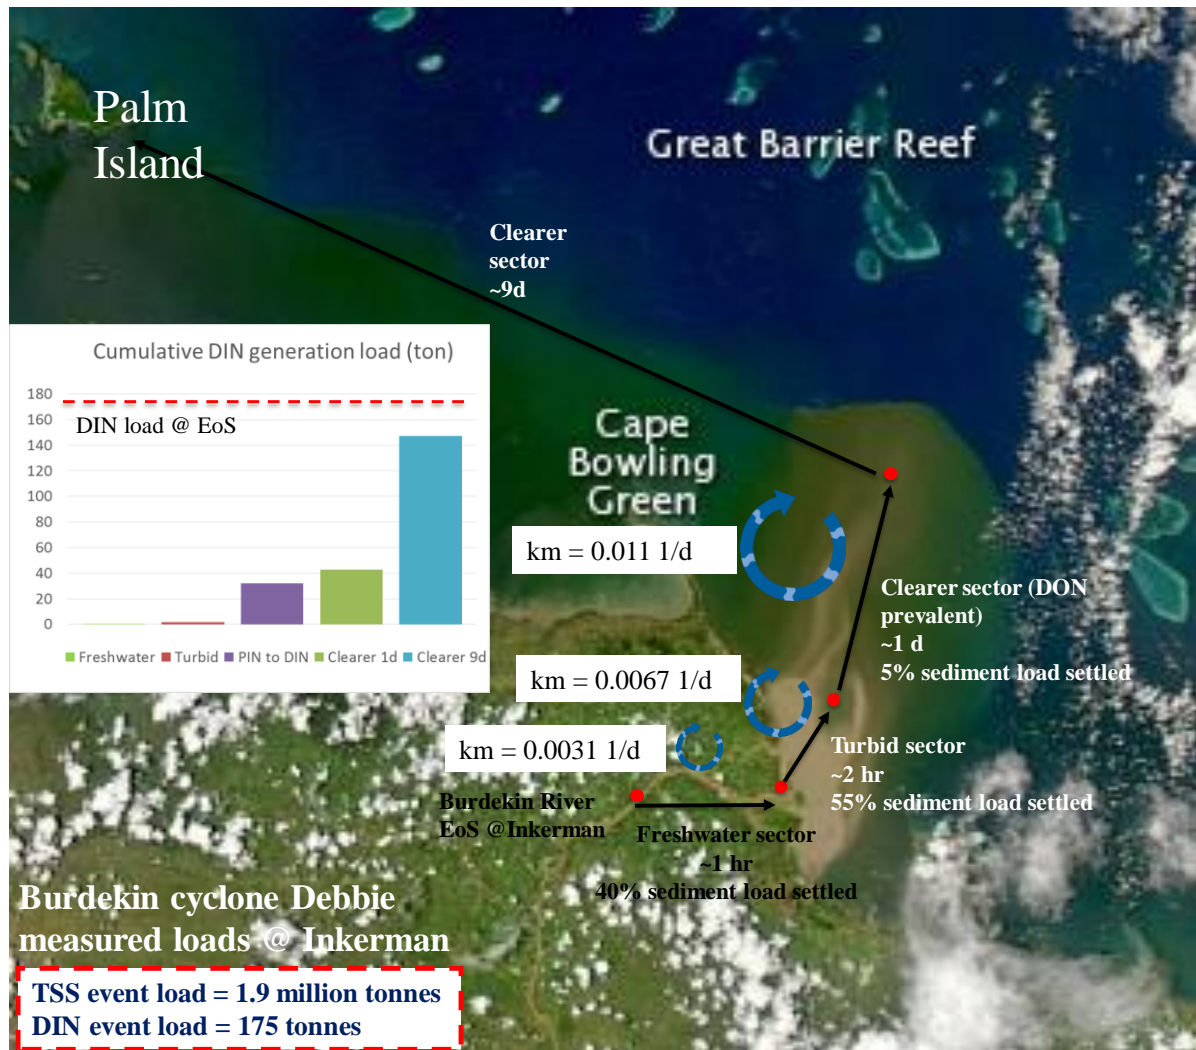 Palm
Island
Great Barrier Reef
Clearer
sector
~9d
Cumulative DIN generation load (ton)
180
160
140
120
100
80
60
40
20
0
DIN load @ EoS
Freshwater
Turbid
PIN to DIN
Clearer 1d
Clearer 9d
Cape
Bowling
Green
km = 0.011 1/d
Clearer sector (DON
prevalent)
~1 d
5% sediment load settled
km = 0.0067 1/d
km = 0.0031 1/d
Turbid sector
~2 hr
55% sediment load settled
Burdekin River
EoS @Inkerman
Freshwater sector
~1 hr
40% sediment load settled
Burdekin cyclone Debbie
measured loads @ Inkerman
TSS event load = 1.9 million tonnes
DIN event load = 175 tonnes